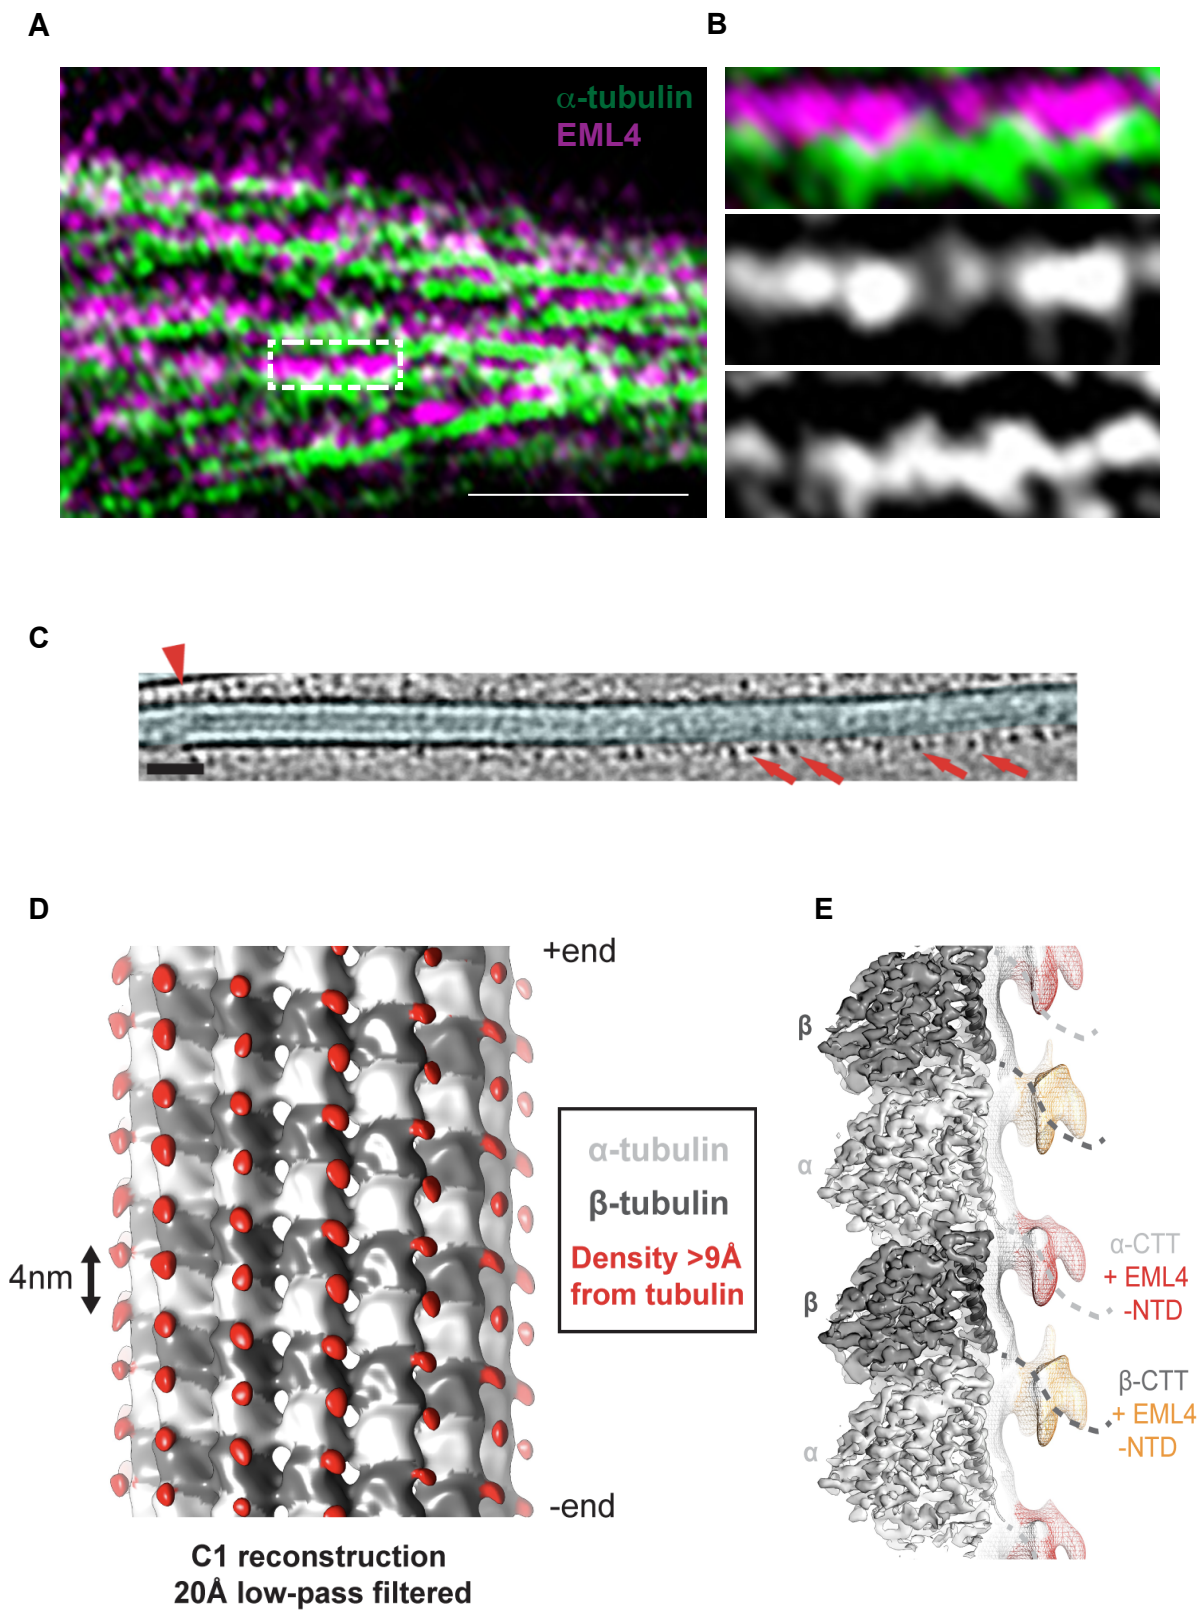 A
B
α-tubulin
EML4
C
D
E
+end
4nm
-end
α-tubulin
β-tubulin
Density >9Å
from tubulin
C1 reconstruction
20Å low-pass filtered
β
α
β
α
α-CTT
+ EML4
-NTD
β-CTT
+ EML4
-NTD